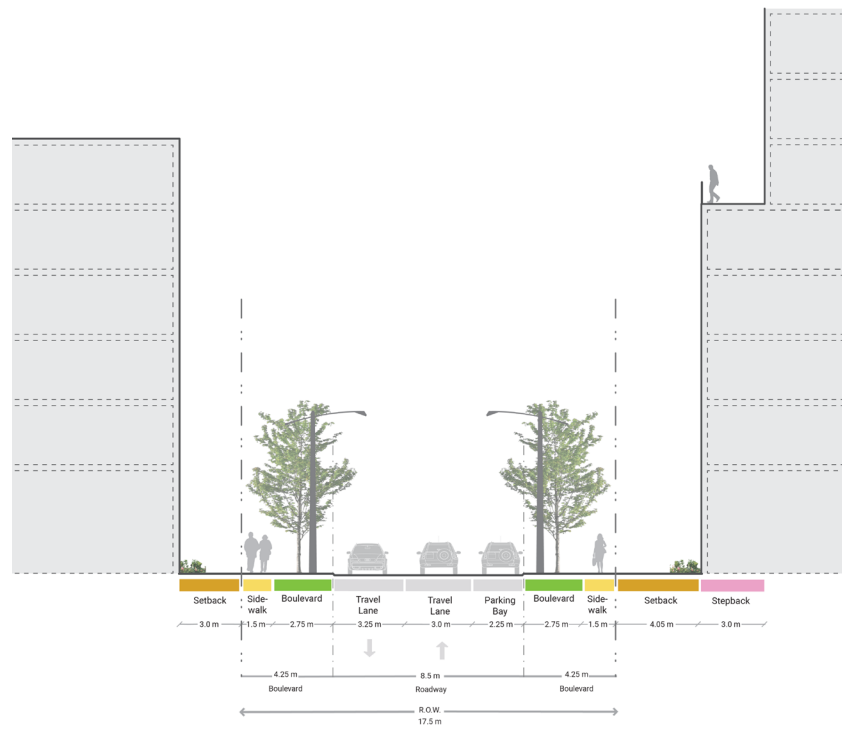 Setback
Side-
walk
Boulevard
Travel
Lane
Travel
Lane
Parking
Bay
Boulevard
Side-
walk
Setback
Stepback
3.0 m
1.5 m
2.75 m
3.25 m
3.0 m
2.25 m
2.75 m
1.5 m
4.05 m
3.0 m
4.25 m
8.5 m
4.25 m
Boulevard
Roadway
Boulevard
R.O.W.
17.5 m